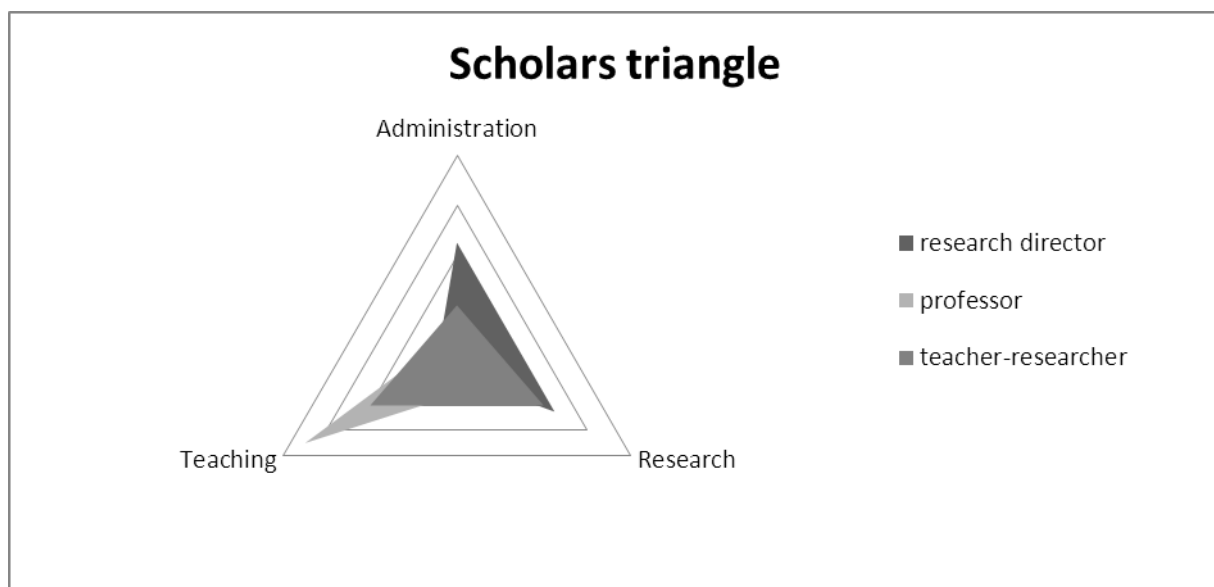 Scholars triangle
Administration
research director
professor
teacher-researcher
Teaching
Research